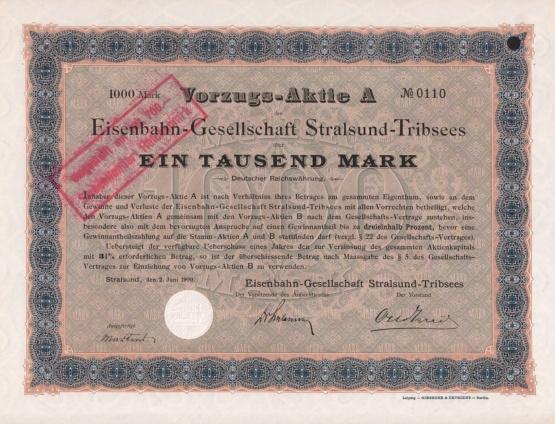 1000 Mark Vorzugs-Aktie A № 0110
der
Eisenbahn-Gesellschaft Stralsund-Tribsees
über
EIN TAUSEND MARK
Deutscher Reichswährung.
Inhaber dieser Vorzugs-Aktie A ist nach Verhältniss ihres Betrages am gesammten Eigenthum, sowie an dem
Gewinne und Verluste der Eisenbahn-Gesellschaft Stralsund-Tribsees mit allen Vorrechten betheiligt, welche
den Vorzugs-Aktien A gemeinsam mit den Vorzugs-Aktien B nach dem Gesellschafts-Vertrage zustehen, ins-
besondere also mit dem bevorzugten Anspruche auf einen Gewinnantheil bis zu dreieinhalb Prozent, bevor eine
Gewinnantheilszahlung auf die Stamm-Aktien A und B stattfinden darf (vergl. § 22 des Gesellschafts-Vertrages).
Uebersteigt der verfügbare Ueberschuss eines Jahres den zur Verzinsung des gesammten Aktienkapitals
mit 3½% erforderlichen Betrag, so ist der überschiessende Betrag nach Maassgabe des § 5 des Gesellschafts-
Vertrages zur Einziehung von Vorzugs-Aktien B zu verwenden.
Stralsund, den 2. Juni 1900.
Eisenbahn-Gesellschaft Stralsund-Tribsees
Der Vorsitzende des Aufsichtsrathes Der Vorstand
Ausgefertigt
Leipzig — GIESECKE & DEVRIENT — Berlin.